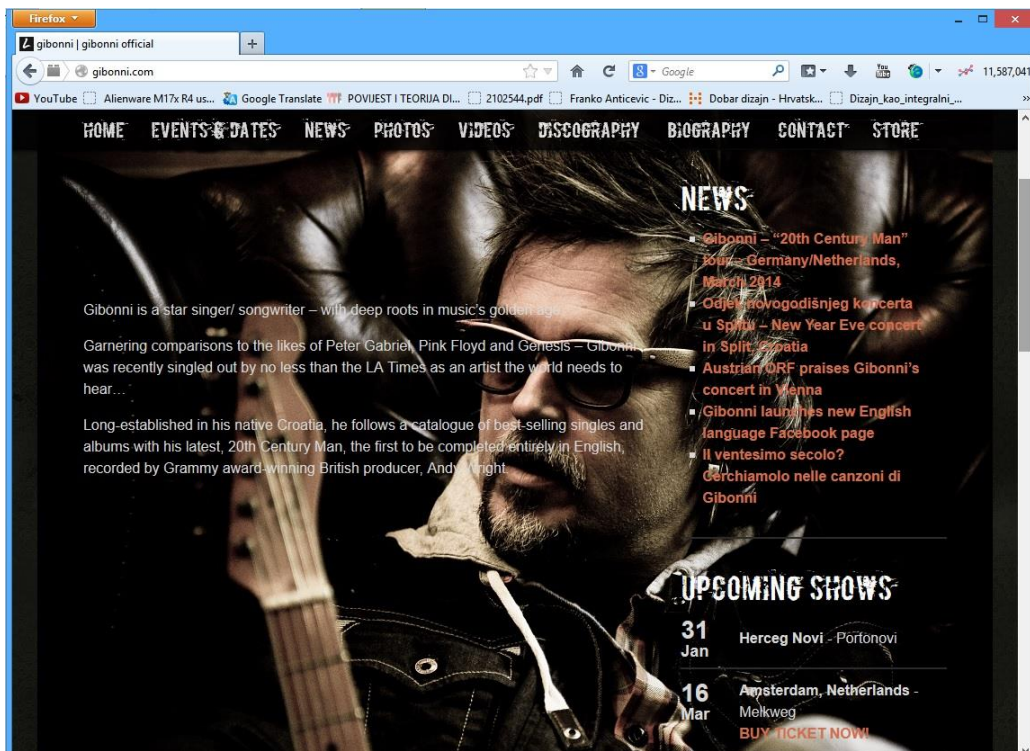 Firefox
gibonni | gibonni official
gibonni.com
Google
11,587,041
YouTube Alienware M17x R4 us... Google Translate POVIJEST I TEORIJA DI... 2102544.pdf Franko Anticevic - Diz... Dobar dizajn - Hrvatsk... Dizajn_kao_integralni_... »
HOME EVENTS & DATES NEWS PHOTOS VIDEOS DISCOGRAPHY BIOGRAPHY CONTACT STORE
Gibonni is a star singer/ songwriter – with deep roots in music's golden age.
Garnering comparisons to the likes of Peter Gabriel, Pink Floyd and Genesis – Gibonni
was recently singled out by no less than the LA Times as an artist the world needs to
hear…
Long-established in his native Croatia, he follows a catalogue of best-selling singles and
albums with his latest, 20th Century Man, the first to be completed entirely in English,
recorded by Grammy award-winning British producer, Andy Wright.
NEWS
Gibonni – “20th Century Man”
tour – Germany/Netherlands,
March 2014
Odjek novogodišnjeg koncerta
u Splitu – New Year Eve concert
in Split, Croatia
Austrian ORF praises Gibonni’s
concert in Vienna
Gibonni launches new English
language Facebook page
Il ventesimo secolo?
Cerchiamolo nelle canzoni di
Gibonni
UPCOMING SHOWS
31
Jan
Herceg Novi - Portonovi
16
Mar
Amsterdam, Netherlands -
Melkweg
BUY TICKET NOW!